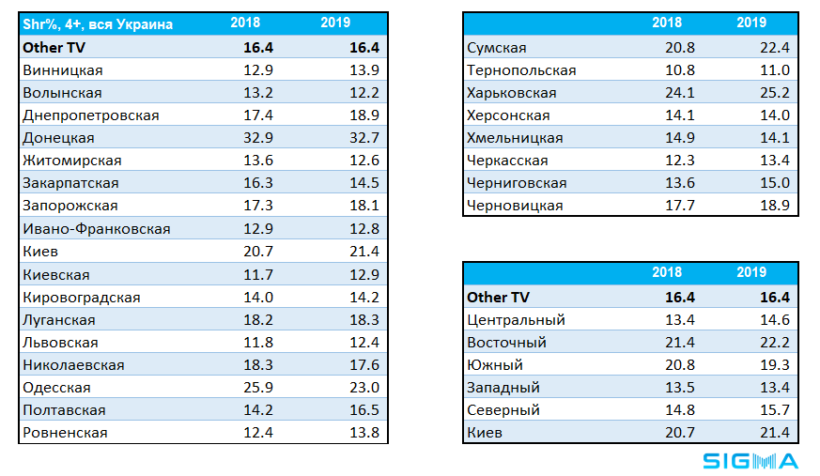 Shr%, 4+, вся Украина 2018 2019
Other TV 16.4 16.4
Винницкая 12.9 13.9
Волынская 13.2 12.2
Днепропетровская 17.4 18.9
Донецкая 32.9 32.7
Житомирская 13.6 12.6
Закарпатская 16.3 14.5
Запорожская 17.3 18.1
Ивано-Франковская 12.9 12.8
Киев 20.7 21.4
Киевская 11.7 12.9
Кировоградская 14.0 14.2
Луганская 18.2 18.3
Львовская 11.8 12.4
Николаевская 18.3 17.6
Одесская 25.9 23.0
Полтавская 14.2 16.5
Ровненская 12.4 13.8
2018 2019
Сумская 20.8 22.4
Тернопольская 10.8 11.0
Харьковская 24.1 25.2
Херсонская 14.1 14.0
Хмельницкая 14.9 14.1
Черкасская 12.3 13.4
Черниговская 13.6 15.0
Черновицкая 17.7 18.9
2018 2019
Other TV 16.4 16.4
Центральный 13.4 14.6
Восточный 21.4 22.2
Южный 20.8 19.3
Западный 13.5 13.4
Северный 14.8 15.7
Киев 20.7 21.4
SIGMA